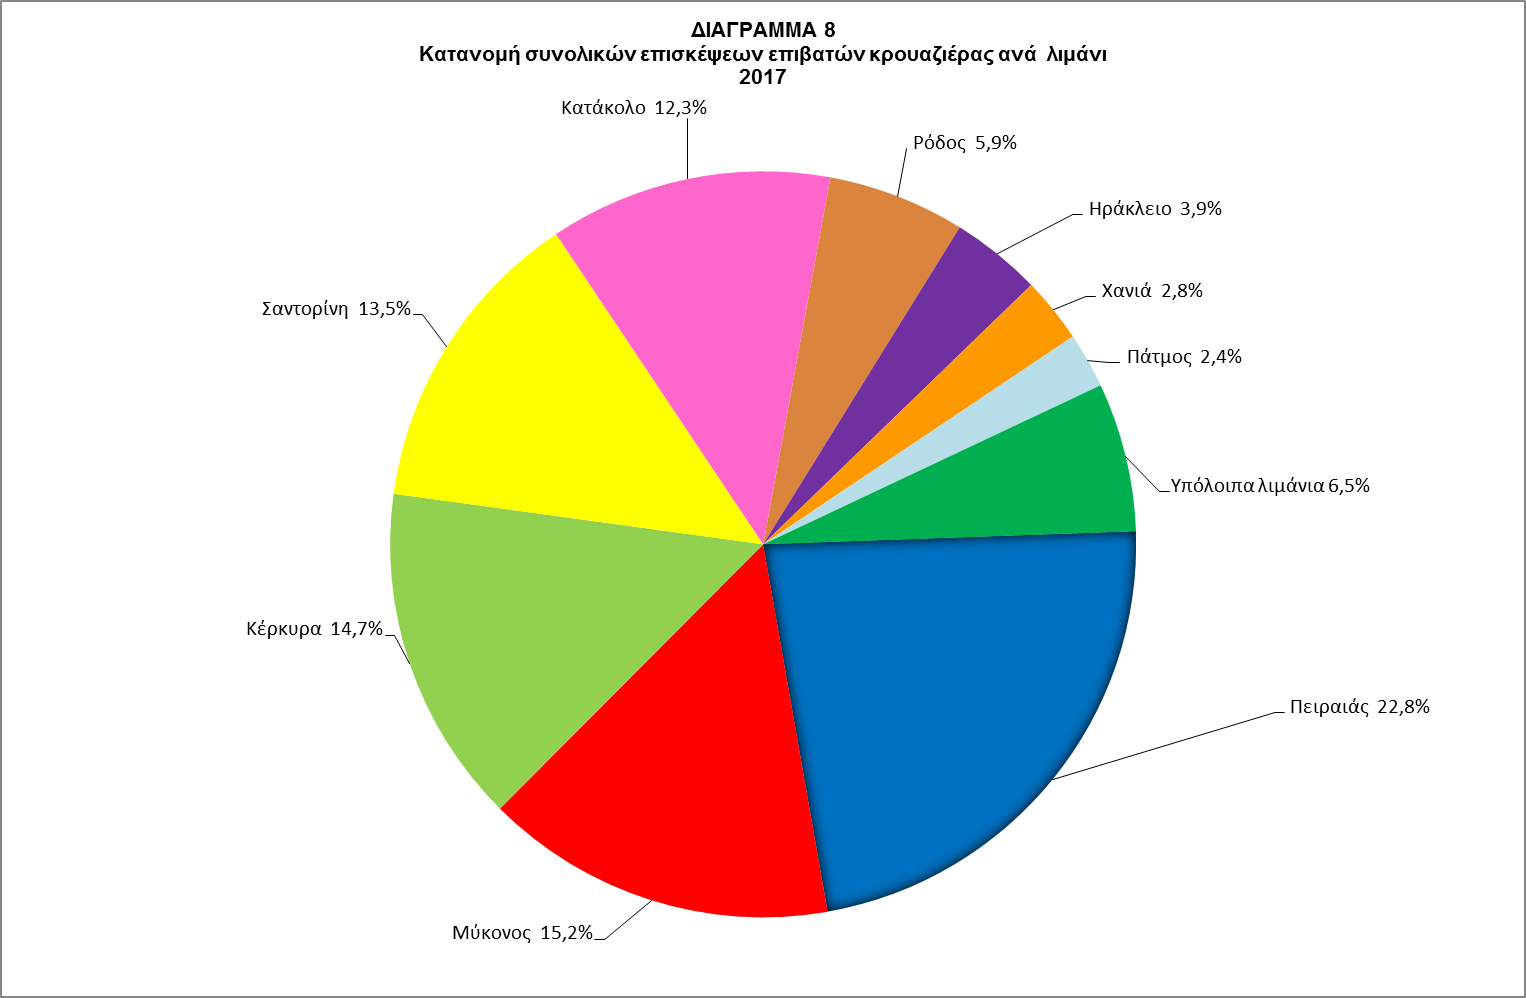 ΔΙΑΓΡΑΜΜΑ 8
Κατανομή συνολικών επισκέψεων επιβατών κρουαζιέρας ανά λιμάνι
2017
Κατάκολο 12,3%
Ρόδος 5,9%
Ηράκλειο 3,9%
Χανιά 2,8%
Σαντορίνη 13,5%
Πάτμος 2,4%
Υπόλοιπα λιμάνια 6,5%
Κέρκυρα 14,7%
Πειραιάς 22,8%
Μύκονος 15,2%